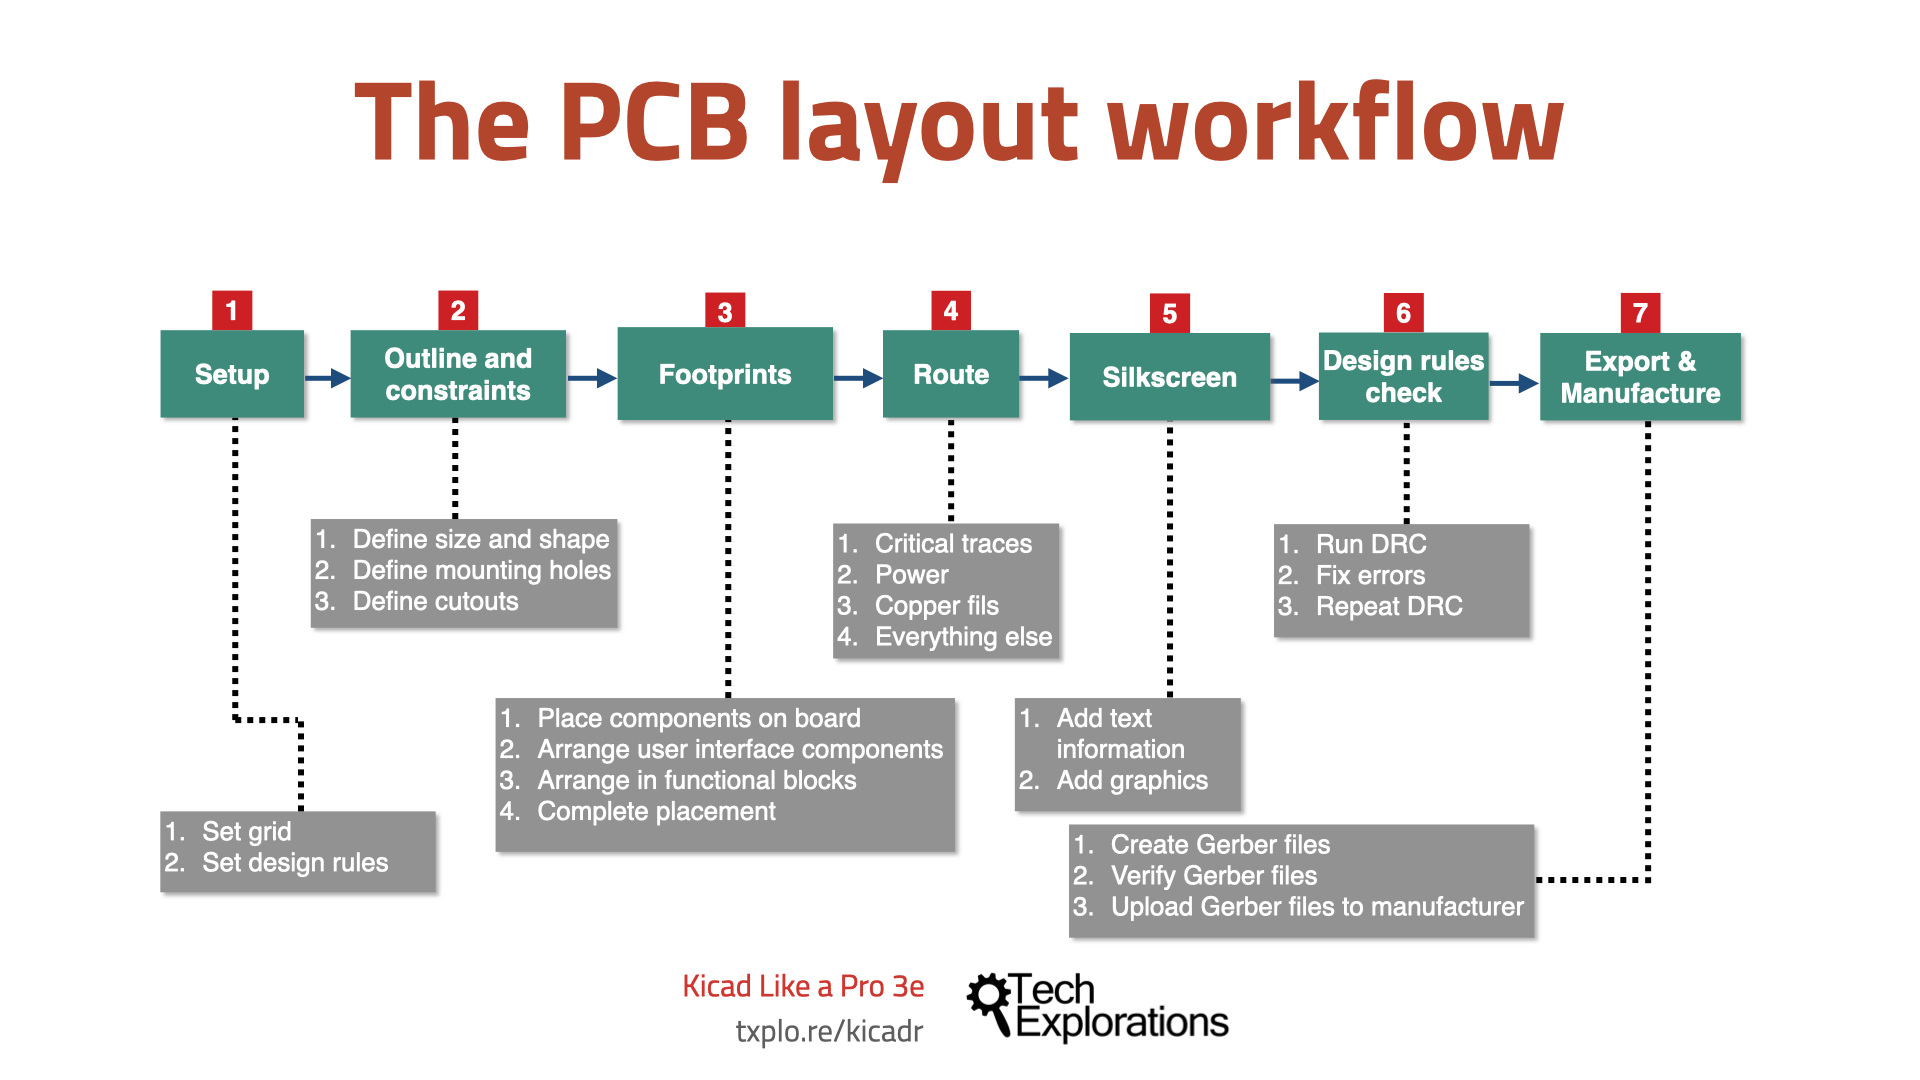 The PCB layout workflow
1
Setup
2
Outline and
constraints
3
Footprints
4
Route
5
Silkscreen
6
Design rules
check
7
Export &
Manufacture
1. Set grid
2. Set design rules
1. Define size and shape
2. Define mounting holes
3. Define cutouts
1. Place components on board
2. Arrange user interface components
3. Arrange in functional blocks
4. Complete placement
1. Critical traces
2. Power
3. Copper fils
4. Everything else
1. Add text
information
2. Add graphics
1. Run DRC
2. Fix errors
3. Repeat DRC
1. Create Gerber files
2. Verify Gerber files
3. Upload Gerber files to manufacturer
Kicad Like a Pro 3e
txplo.re/kicadr
Tech
Explorations